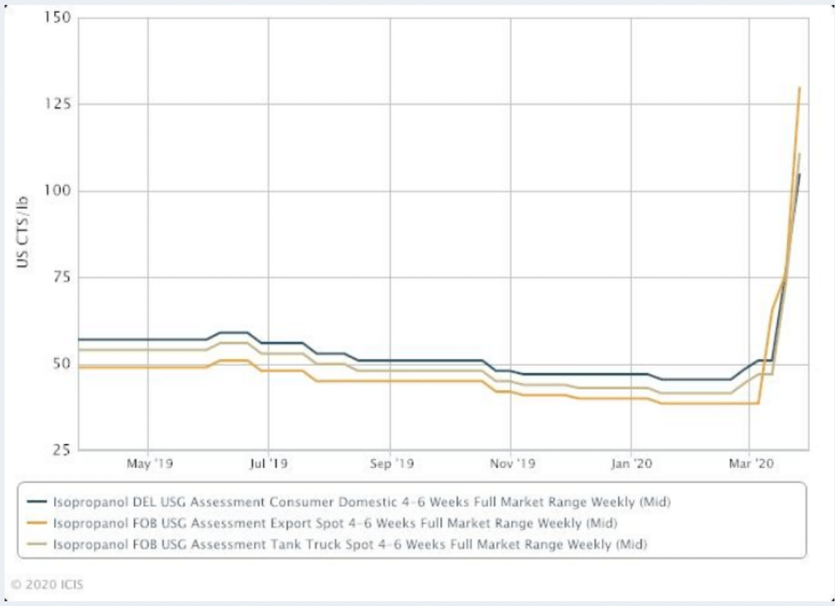 150
125
100
75
50
25
US CTS/lb
May '19 Jul '19 Sep '19 Nov '19 Jan '20 Mar '20
Isopropanol DEL USG Assessment Consumer Domestic 4-6 Weeks Full Market Range Weekly (Mid)
Isopropanol FOB USG Assessment Export Spot 4-6 Weeks Full Market Range Weekly (Mid)
Isopropanol FOB USG Assessment Tank Truck Spot 4-6 Weeks Full Market Range Weekly (Mid)
© 2020 ICIS